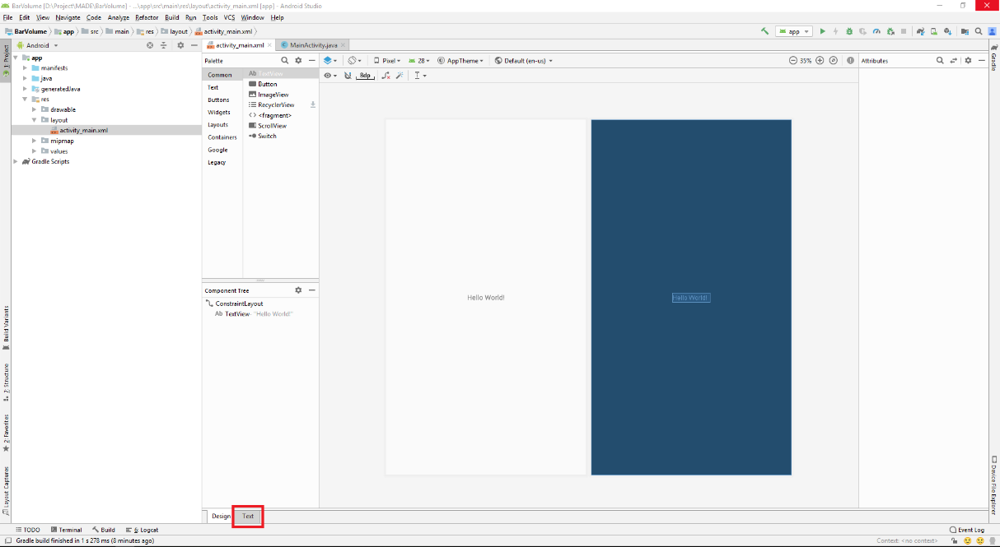 BarVolume [D:\Project\MADE\BarVolume] - ...\app\src\main\res\layout\activity_main.xml [app] - Android Studio
File Edit View Navigate Code Analyze Refactor Build Run Tools VCS Window Help
BarVolume app src main res layout activity_main.xml
app
1: Project
Android
app
manifests
java
generatedJava
res
drawable
layout
activity_main.xml
mipmap
values
Gradle Scripts
activity_main.xml
MainActivity.java
Palette
Common
Text
Buttons
Widgets
Layouts
Containers
Google
Legacy
Ab TextView
Button
ImageView
RecyclerView
<fragment>
ScrollView
Switch
Pixel 28 AppTheme Default (en-us)
35%
8dp
Attributes
Gradle
Hello World!
Hello World!
Component Tree
ConstraintLayout
Ab TextView - "Hello World!"
Build Variants
7: Structure
2: Favorites
Layout Captures
Device File Explorer
Design Text
TODO Terminal Build 6: Logcat
Event Log
Gradle build finished in 1 s 278 ms (8 minutes ago)
Context: <no context>